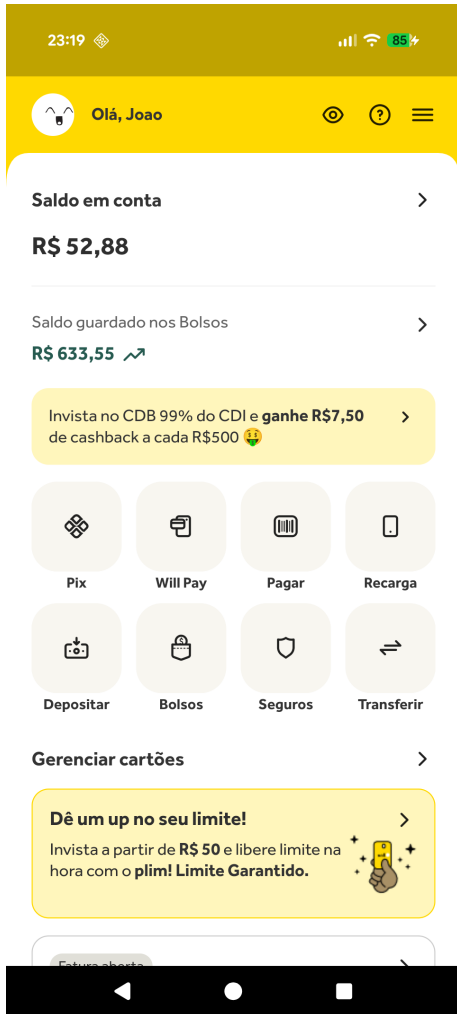 23:19
85
Olá, Joao
Saldo em conta
R$ 52,88
Saldo guardado nos Bolsos
R$ 633,55
Invista no CDB 99% do CDI e ganhe R$7,50
de cashback a cada R$500
Pix
Will Pay
Pagar
Recarga
Depositar
Bolsos
Seguros
Transferir
Gerenciar cartões
Dê um up no seu limite!
Invista a partir de R$ 50 e libere limite na
hora com o plim! Limite Garantido.
Fatura aberta